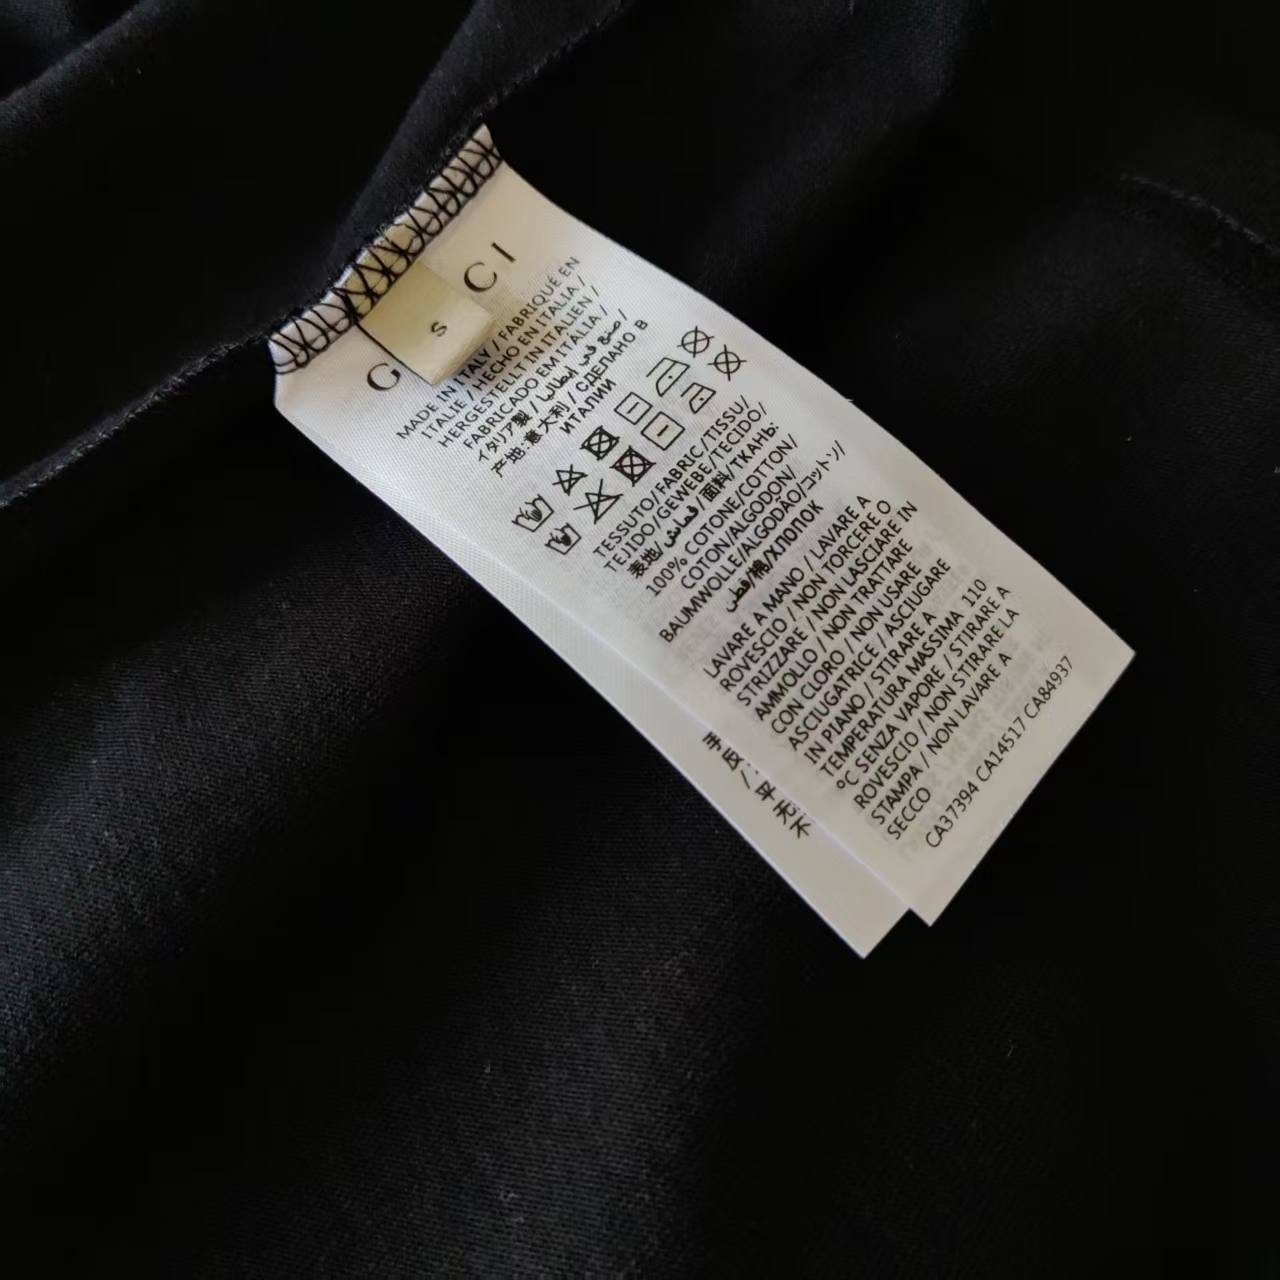 G CI
S
MADE IN ITALY / FABRIQUÉ EN
ITALIE / HECHO EN ITALIA /
HERGESTELLT IN ITALIEN /
FABRICADO EM ITÁLIA /
イタリア製 / صنع في إيطاليا /
产地:意大利 / СДЕЛАНО В
ИТАЛИИ
TESSUTO/FABRIC/TISSU/
TEJIDO/GEWEBE/TECIDO/
表地/قماش/面料/ТКАНЬ:
100% COTONE/COTTON/
COTON/ALGODON/
BAUMWOLLE/ALGODÃO/コットン/
قطن/棉/ХЛОПОК
LAVARE A MANO / LAVARE A
ROVESCIO / NON TORCERE O
STRIZZARE / NON LASCIARE IN
AMMOLLO / NON TRATTARE
CON CLORO / NON USARE
ASCIUGATRICE / ASCIUGARE
IN PIANO / STIRARE A
TEMPERATURA MASSIMA 110
°C SENZA VAPORE / STIRARE A
ROVESCIO / NON STIRARE LA
STAMPA / NON LAVARE A
SECCO
CA37394 CA14517 CA84937
手
反
/ 平
无
不